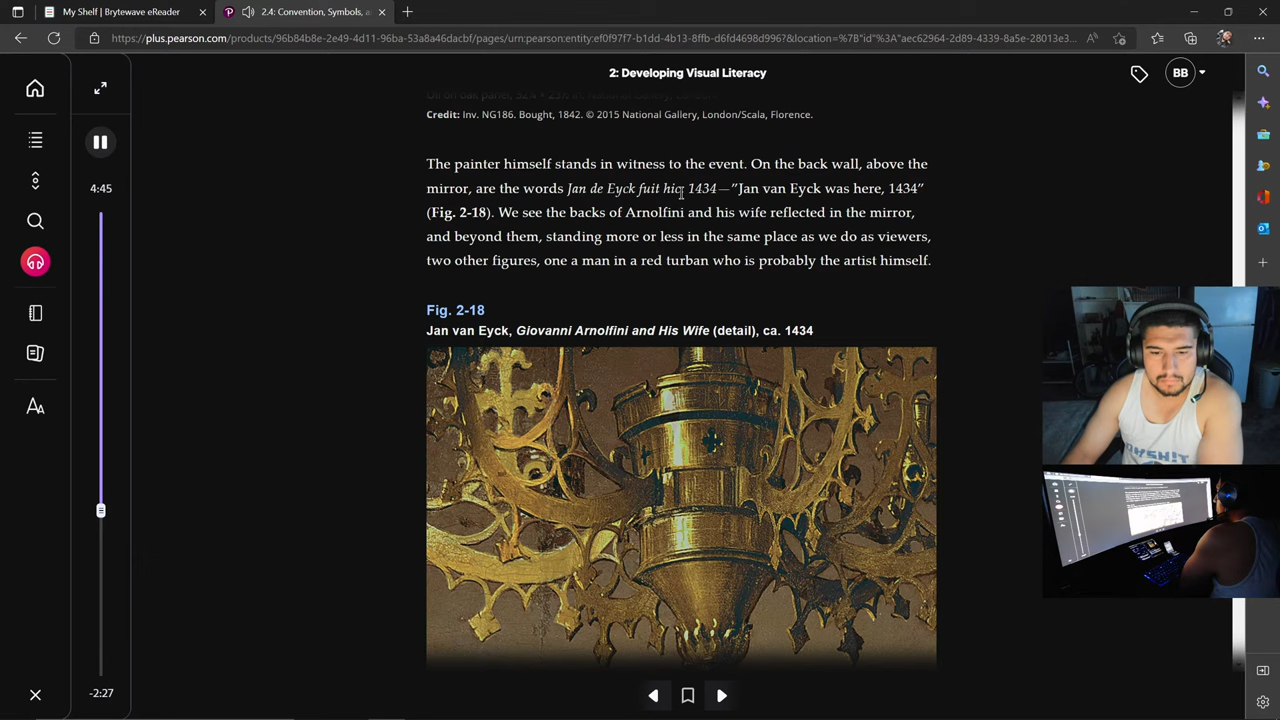 My Shelf | Brytewave eReader
2.4: Convention, Symbols, a
https://plus.pearson.com/products/96b84b8e-2e49-4d11-96ba-53a8a46dacbf/pages/urn:pearson:entity:ef0f97f7-b1dd-4b13-8ffb-d6fd4698d996?&location=%7B"id"%3A"aec62964-2d89-4339-8a5e-28013e3...
2: Developing Visual Literacy
BB
Credit: Inv. NG186. Bought, 1842. © 2015 National Gallery, London/Scala, Florence.
4:45
The painter himself stands in witness to the event. On the back wall, above the
mirror, are the words Jan de Eyck fuit hic 1434—”Jan van Eyck was here, 1434”
(Fig. 2-18). We see the backs of Arnolfini and his wife reflected in the mirror,
and beyond them, standing more or less in the same place as we do as viewers,
two other figures, one a man in a red turban who is probably the artist himself.
Fig. 2-18
Jan van Eyck, Giovanni Arnolfini and His Wife (detail), ca. 1434
-2:27